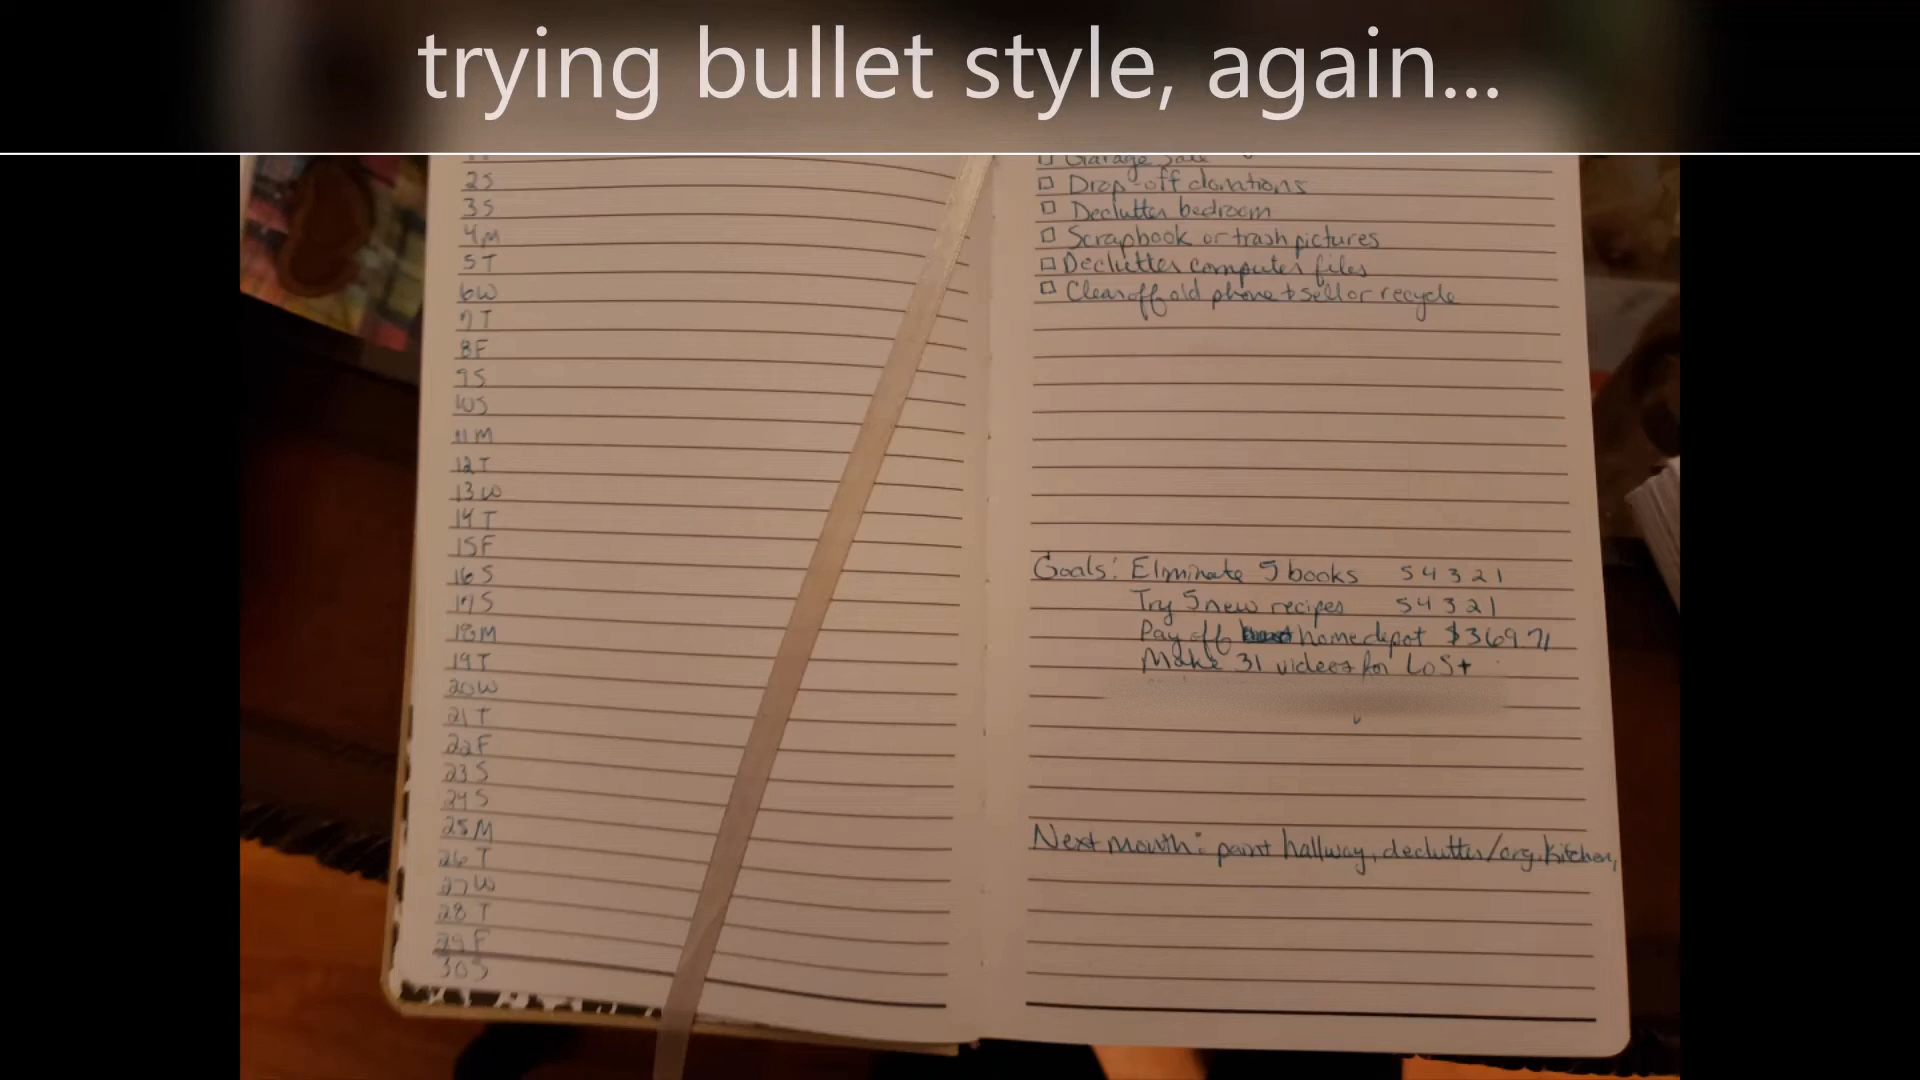 trying bullet style, again...
2S
3S
4M
5T
6W
7T
8F
9S
10S
11M
12T
13W
14T
15F
16S
17S
18M
19T
20W
21T
22F
23S
24S
25M
26T
27W
28T
29F
30S
Garage Sale
Drop-off donations
Declutter bedroom
Scrapbook or trash pictures
Declutter computer files
Clear off old phone + sell or recycle
Goals: Eliminate 5 books 5 4 3 2 1
Try 5 new recipes 5 4 3 2 1
Pay off home depot $369.71
Make 31 videos for LoS+
Next month: paint hallway, declutter/org. kitchen,